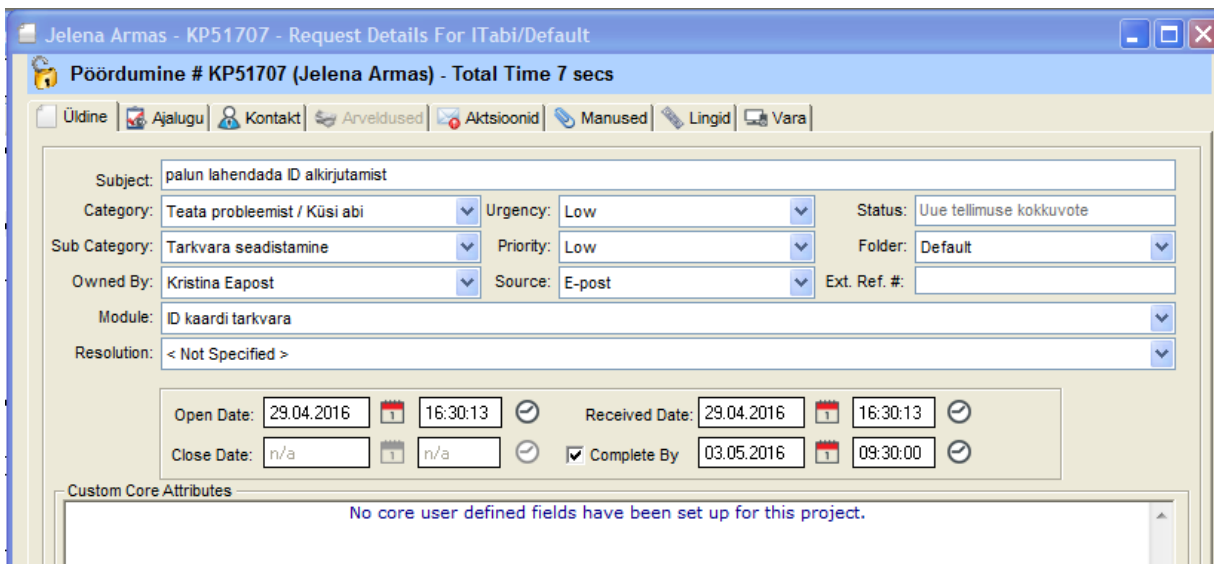 Jelena Armas - KP51707 - Request Details For ITabi/Default
Pöördumine # KP51707 (Jelena Armas) - Total Time 7 secs
Üldine Ajalugu Kontakt Arveldused Aktsioonid Manused Lingid Vara
Subject: palun lahendada ID alkirjutamist
Category: Teata probleemist / Küsi abi Urgency: Low Status: Uue tellimuse kokkuvote
Sub Category: Tarkvara seadistamine Priority: Low Folder: Default
Owned By: Kristina Eapost Source: E-post Ext. Ref. #:
Module: ID kaardi tarkvara
Resolution: < Not Specified >
Open Date: 29.04.2016 1 16:30:13 Received Date: 29.04.2016 1 16:30:13
Close Date: n/a 1 n/a Complete By 03.05.2016 1 09:30:00
Custom Core Attributes
No core user defined fields have been set up for this project.